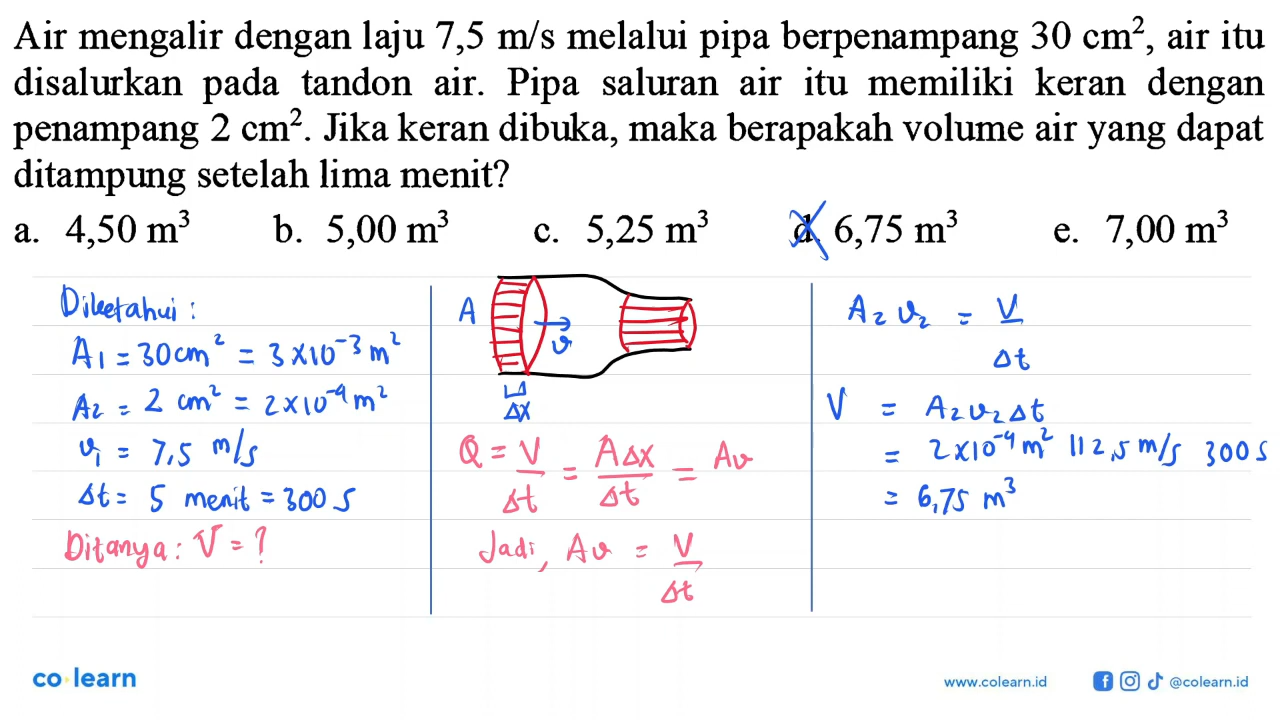 Air mengalir dengan laju 7,5 m/s melalui pipa berpenampang 30 cm², air itu
disalurkan pada tandon air. Pipa saluran air itu memiliki keran dengan
penampang 2 cm². Jika keran dibuka, maka berapakah volume air yang dapat
ditampung setelah lima menit?
a. 4,50 m³ b. 5,00 m³ c. 5,25 m³ d. 6,75 m³ e. 7,00 m³
Diketahui :
A₁ = 30 cm² = 3 x 10⁻³ m²
A₂ = 2 cm² = 2 x 10⁻⁴ m²
v₁ = 7,5 m/s
Δt = 5 menit = 300 s
Ditanya : V = ?
A
v
Δx
Q = V/Δt = AΔx/Δt = Av
Jadi, Av = V/Δt
A₂ v₂ = V/Δt
V = A₂ v₂ Δt
= 2 x 10⁻⁴ m² 112,5 m/s 300 s
= 6,75 m³
co learn
www.colearn.id
@colearn.id